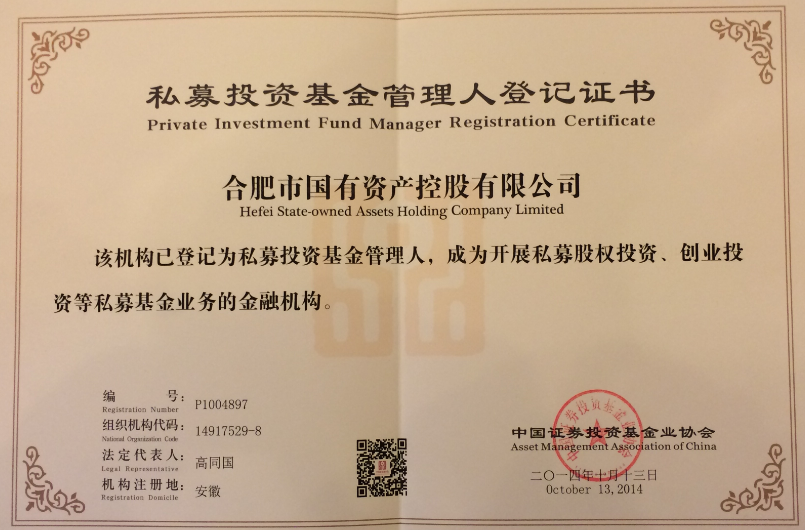 私募投资基金管理人登记证书
Private Investment Fund Manager Registration Certificate
合肥市国有资产控股有限公司
Hefei State-owned Assets Holding Company Limited
该机构已登记为私募投资基金管理人，成为开展私募股权投资、创业投
资等私募基金业务的金融机构。
编 号： P1004897
Registration Number
组织机构代码： 14917529-8
National Organization Code
法定代表人： 高同国
Legal Representative
机构注册地： 安徽
Registration Domicile
中国证券投资基金业协会
Asset Management Association of China
二〇一四年十月十三日
October 13,2014